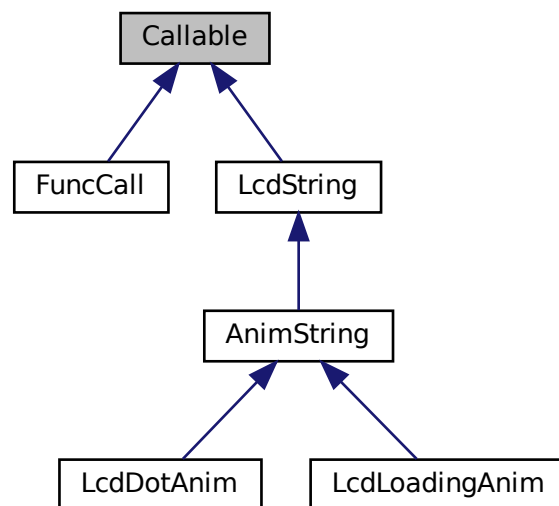 Callable
FuncCall
LcdString
AnimString
LcdDotAnim
LcdLoadingAnim